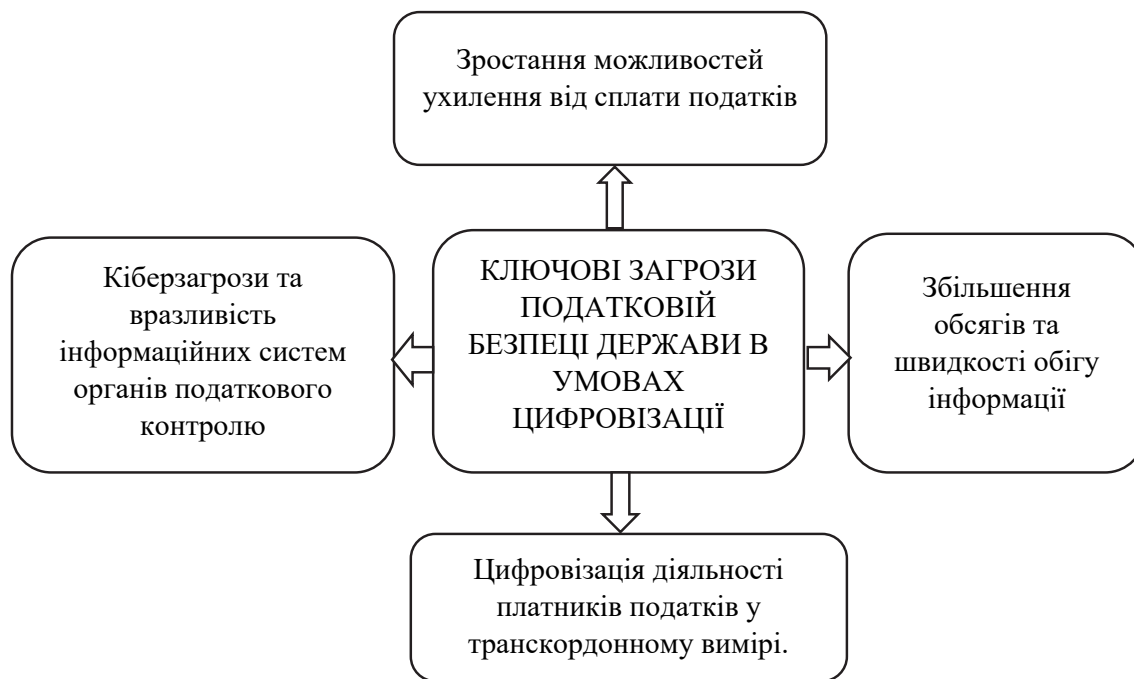 Зростання можливостей
ухилення від сплати податків
Кіберзагрози та
вразливість
інформаційних систем
органів податкового
контролю
КЛЮЧОВІ ЗАГРОЗИ
ПОДАТКОВІЙ
БЕЗПЕЦІ ДЕРЖАВИ В
УМОВАХ
ЦИФРОВІЗАЦІЇ
Збільшення
обсягів та
швидкості обігу
інформації
Цифровізація діяльності
платників податків у
транскордонному вимірі.